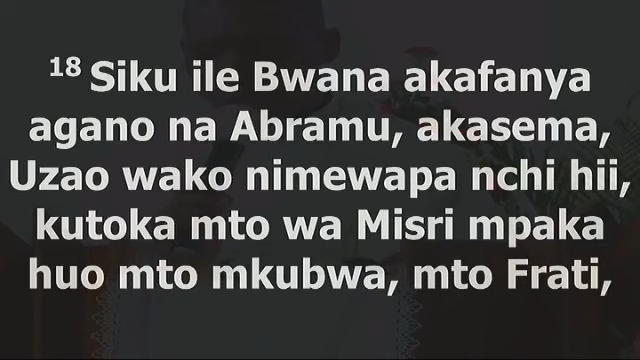 18 Siku ile Bwana akafanya
agano na Abramu, akasema,
Uzao wako nimewapa nchi hii,
kutoka mto wa Misri mpaka
huo mto mkubwa, mto Frati,